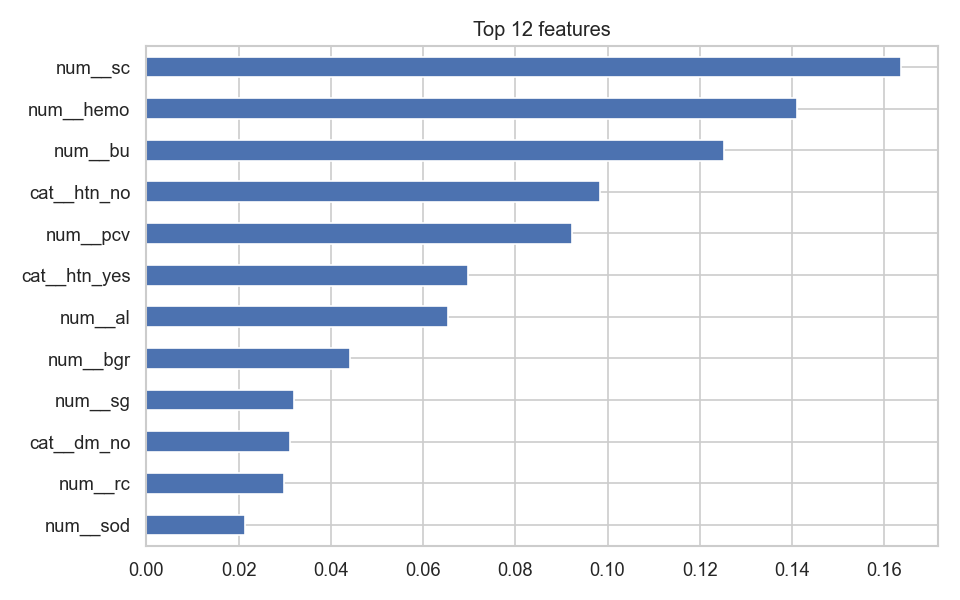 Top 12 features
num__sc
num__hemo
num__bu
cat__htn_no
num__pcv
cat__htn_yes
num__al
num__bgr
num__sg
cat__dm_no
num__rc
num__sod
0.00 0.02 0.04 0.06 0.08 0.10 0.12 0.14 0.16